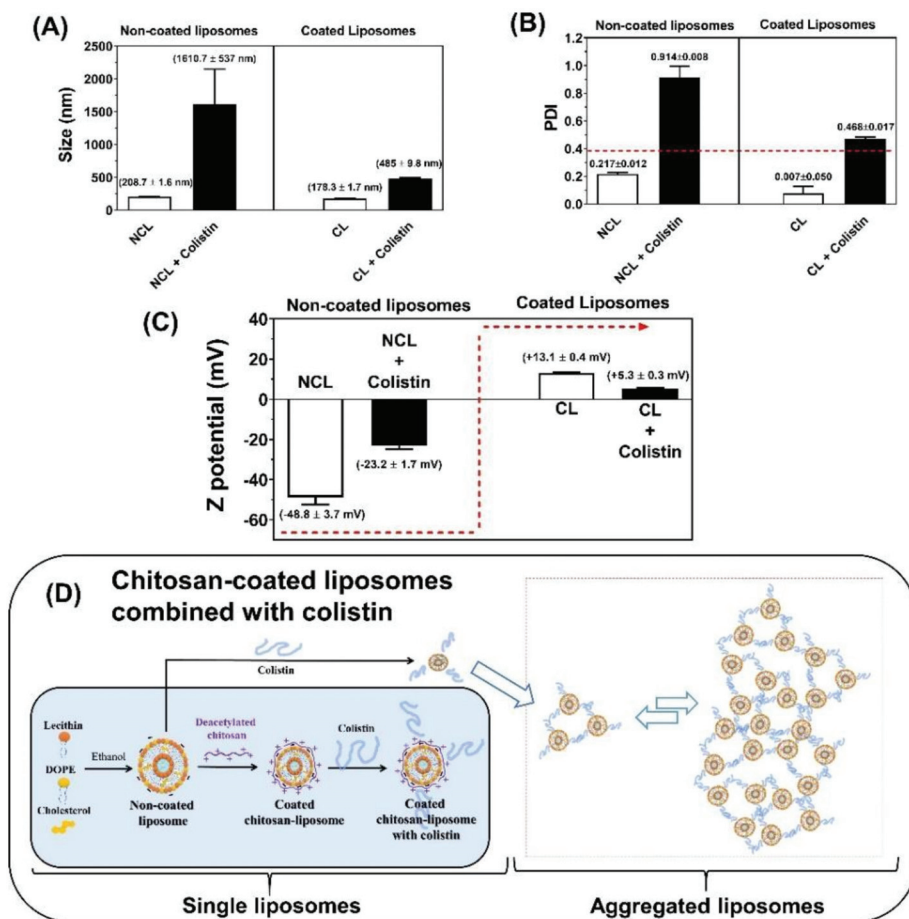 (A)
Non-coated liposomes
Coated Liposomes
Size (nm)
2500
2000
1500
1000
500
0
(208.7 ± 1.6 nm)
(1610.7 ± 537 nm)
(178.3 ± 1.7 nm)
(485 ± 9.8 nm)
NCL
NCL + Colistin
CL
CL + Colistin
(B)
Non-coated liposomes
Coated Liposomes
PDI
1.2
1.0
0.8
0.6
0.4
0.2
0.0
0.217±0.012
0.914±0.008
0.007±0.050
0.468±0.017
NCL
NCL + Colistin
CL
CL + Colistin
(C)
Non-coated liposomes
Coated Liposomes
Z potential (mV)
40
20
0
-20
-40
-60
NCL
NCL
+
Colistin
(-48.8 ± 3.7 mV)
(-23.2 ± 1.7 mV)
(+13.1 ± 0.4 mV)
(+5.3 ± 0.3 mV)
CL
CL
+
Colistin
(D)
Chitosan-coated liposomes
combined with colistin
Colistin
Lecithin
DOPE
Cholesterol
Ethanol
Non-coated
liposome
Deacetylated
chitosan
Coated
chitosan-liposome
Colistin
Coated
chitosan-liposome
with colistin
Single liposomes
Aggregated liposomes